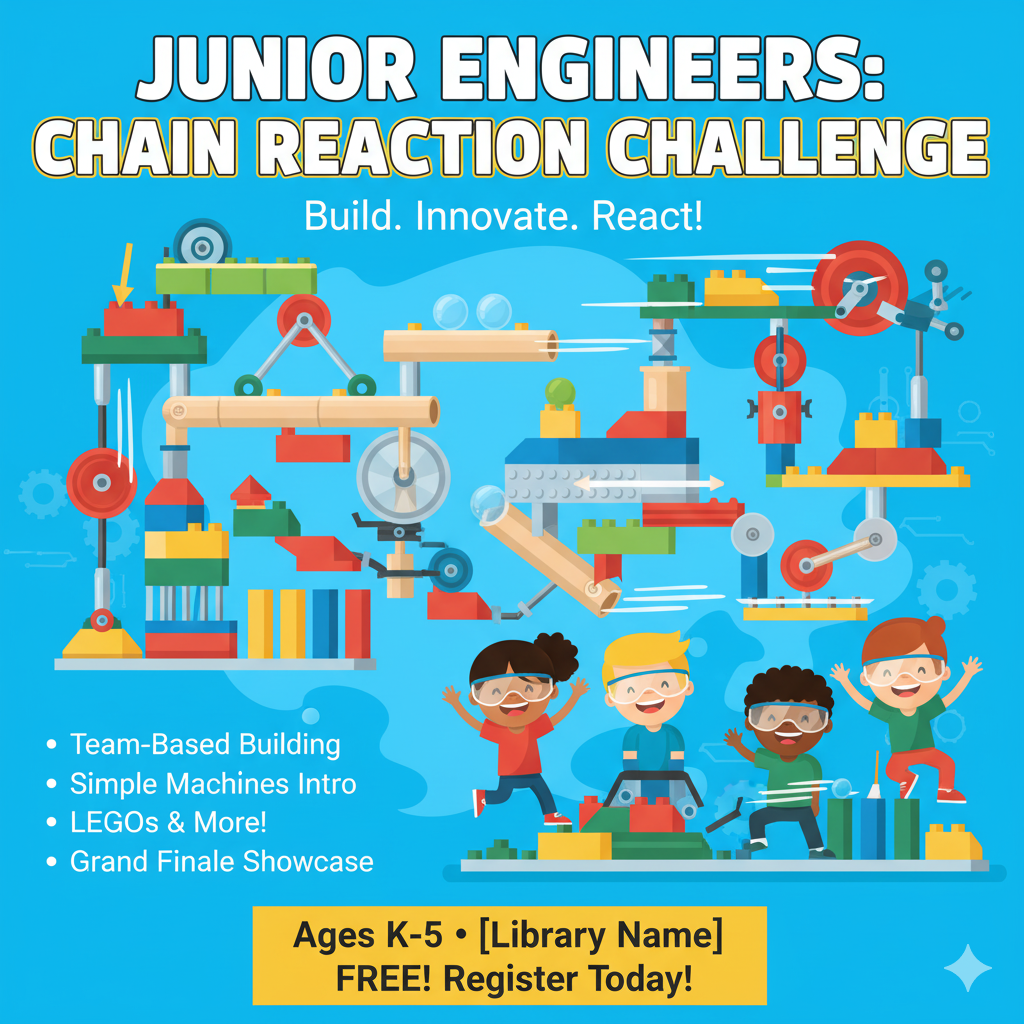 JUNIOR ENGINEERS:
CHAIN REACTION CHALLENGE
Build. Innovate. React!
• Team-Based Building
• Simple Machines Intro
• LEGOs & More!
• Grand Finale Showcase
Ages K-5 • [Library Name]
FREE! Register Today!